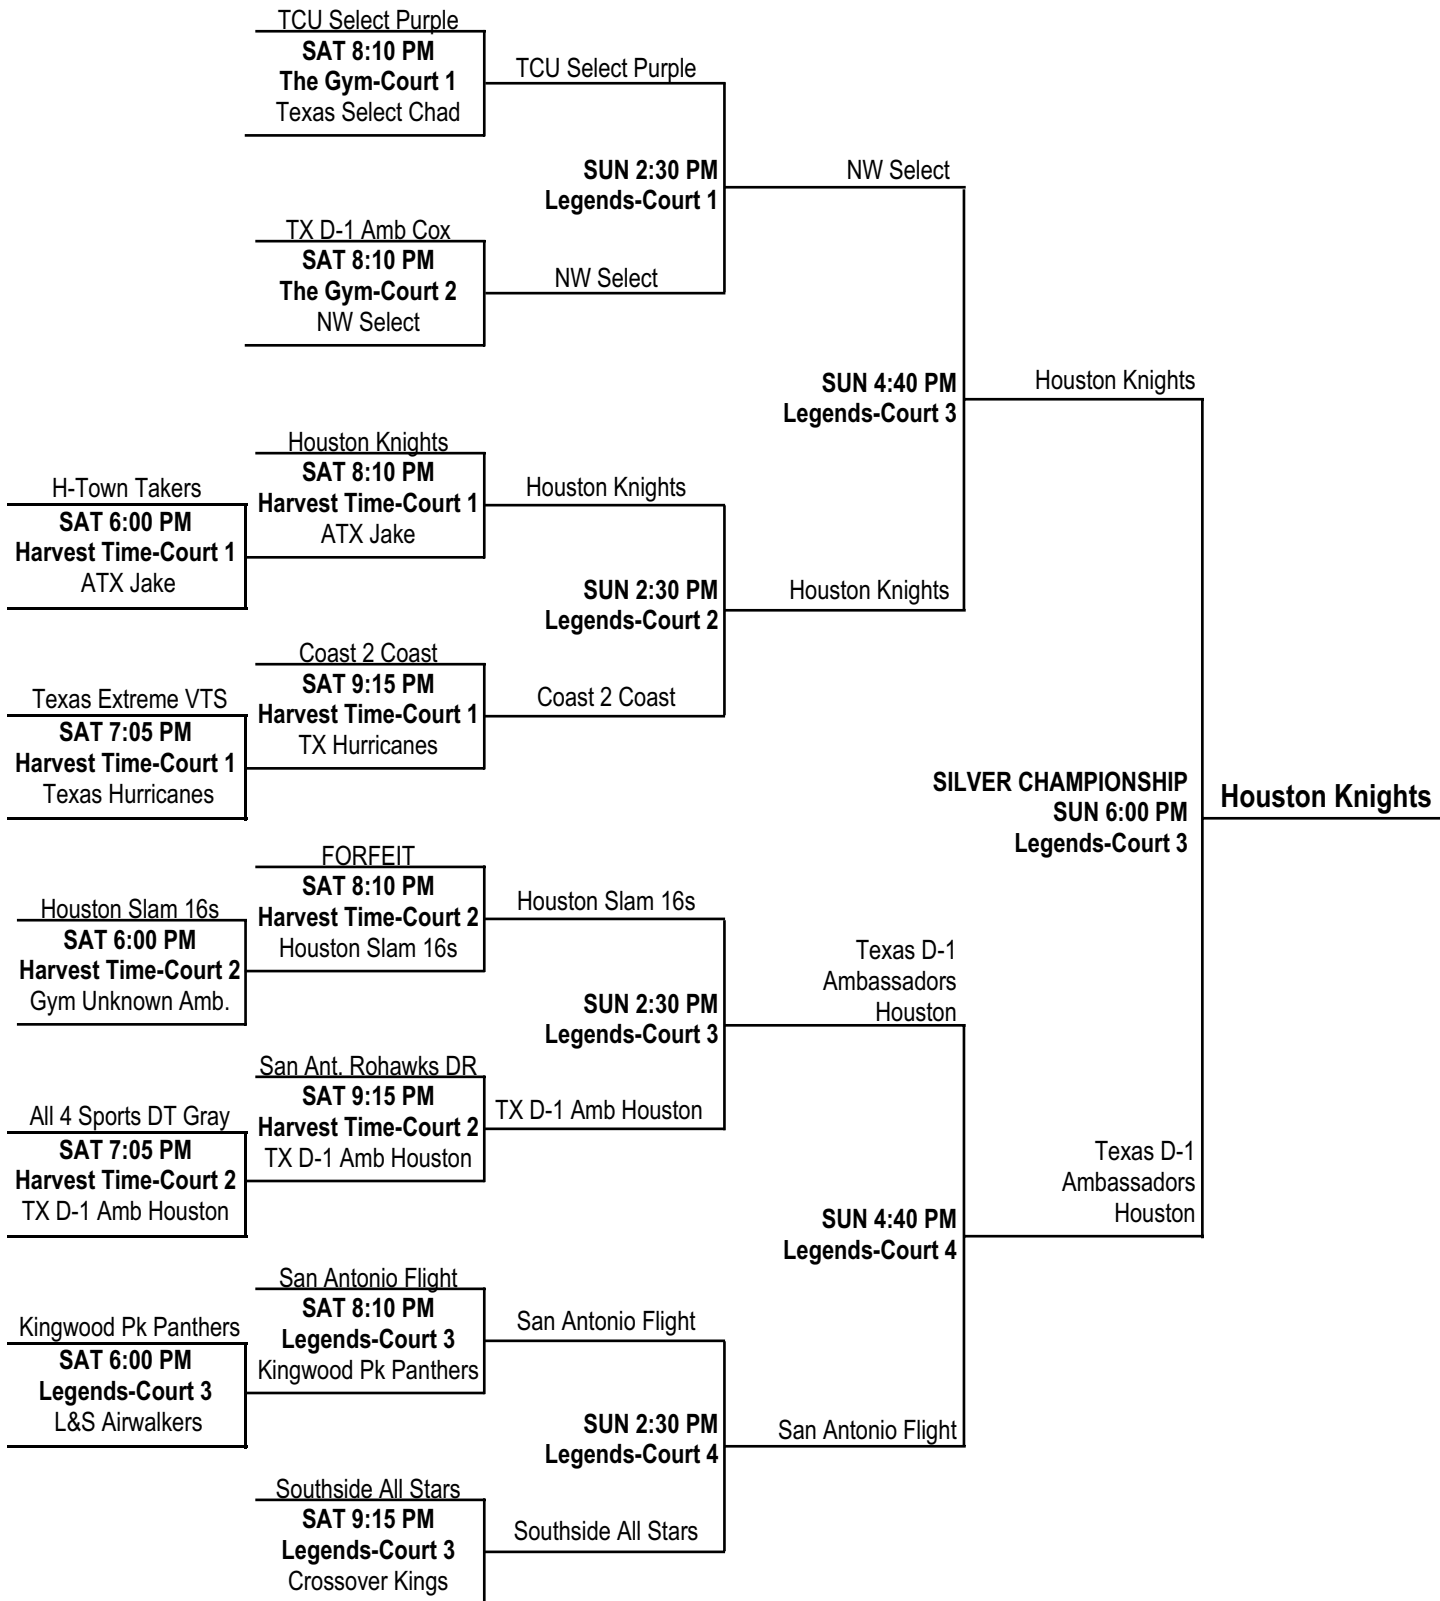 TCU Select Purple
SAT 8:10 PM
The Gym-Court 1
Texas Select Chad
TCU Select Purple
SUN 2:30 PM
Legends-Court 1
NW Select
TX D-1 Amb Cox
SAT 8:10 PM
The Gym-Court 2
NW Select
NW Select
SUN 4:40 PM
Legends-Court 3
Houston Knights
Houston Knights
SAT 8:10 PM
Harvest Time-Court 1
ATX Jake
H-Town Takers
SAT 6:00 PM
Harvest Time-Court 1
ATX Jake
Houston Knights
SUN 2:30 PM
Legends-Court 2
Houston Knights
Coast 2 Coast
SAT 9:15 PM
Harvest Time-Court 1
TX Hurricanes
Texas Extreme VTS
SAT 7:05 PM
Harvest Time-Court 1
Texas Hurricanes
Coast 2 Coast
SILVER CHAMPIONSHIP
SUN 6:00 PM
Legends-Court 3
Houston Knights
FORFEIT
SAT 8:10 PM
Harvest Time-Court 2
Houston Slam 16s
Houston Slam 16s
SAT 6:00 PM
Harvest Time-Court 2
Gym Unknown Amb.
Houston Slam 16s
SUN 2:30 PM
Legends-Court 3
Texas D-1
Ambassadors
Houston
San Ant. Rohawks DR
SAT 9:15 PM
Harvest Time-Court 2
TX D-1 Amb Houston
All 4 Sports DT Gray
SAT 7:05 PM
Harvest Time-Court 2
TX D-1 Amb Houston
TX D-1 Amb Houston
SUN 4:40 PM
Legends-Court 4
Texas D-1
Ambassadors
Houston
San Antonio Flight
SAT 8:10 PM
Legends-Court 3
Kingwood Pk Panthers
Kingwood Pk Panthers
SAT 6:00 PM
Legends-Court 3
L&S Airwalkers
San Antonio Flight
SUN 2:30 PM
Legends-Court 4
San Antonio Flight
Southside All Stars
SAT 9:15 PM
Legends-Court 3
Crossover Kings
Southside All Stars